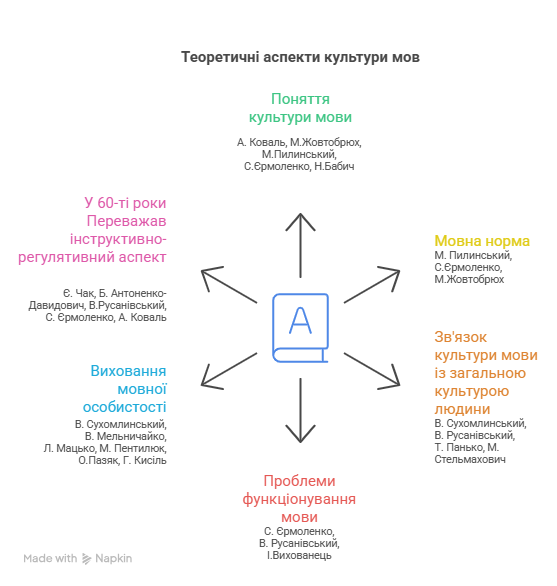 Теоретичні аспекти культури мов
Поняття
культури мови
А. Коваль, М.Жовтобрюх,
М.Пилинський,
С.Єрмоленко, Н.Бабич
У 60-ті роки
Переважав
інструктивно-
регулятивний аспект
Є. Чак, Б. Антоненко-
Давидович, В.Русанівський,
С. Єрмоленко, А. Коваль
Мовна норма
М. Пилинський,
С.Єрмоленко,
М.Жовтобрюх
A
Зв'язок
культури мови
із загальною
культурою
людини
В. Сухомлинський,
В. Русанівський,
Т. Панько, М.
Стельмахович
Виховання
мовної
особистості
В. Сухомлинський,
В. Мельничайко,
Л. Мацько, М. Пентилюк,
О.Пазяк, Г. Кисіль
Проблеми
функціонування
мови
С. Єрмоленко,
В. Русанівський,
І.Вихованець
Made with Napkin